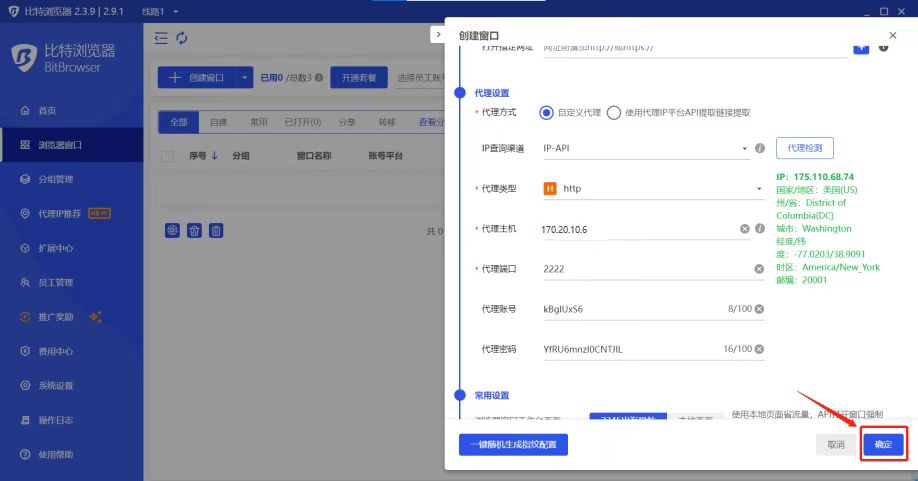 比特浏览器 2.3.9 | 2.9.1 线路1
比特浏览器
BitBrowser
首页
浏览器窗口
分组管理
代理IP推荐 NEW
扩展中心
员工管理
推广奖励
费用中心
系统设置
操作日志
使用帮助
创建窗口 已用0 /总数3 开通套餐 选择员工账号
全部 自建 常用 已打开(0) 分享 转移 查看分
序号 分组 窗口名称 账号平台
共 0
创建窗口
打开指定网址 网址前需加http://或https://
代理设置
* 代理方式 自定义代理 使用代理IP平台API提取链接提取
IP查询渠道 IP-API 代理检测
* 代理类型 H http
* 代理主机 170.20.10.6
* 代理端口 2222
代理账号 kBgIUxS6 8/100
代理密码 YfRU6mnzI0CNTJIL 16/100
IP：175.110.68.74
国家/地区：美国(US)
州/省：District of
Columbia(DC)
城市：Washington
经度/纬
度：-77.0203/38.9091
时区：America/New_York
邮编：20001
常用设置
浏览器窗口工作台页面 本地页面 使用本地页面省流量，API打开窗口强制
一键随机生成指纹配置 取消 确定